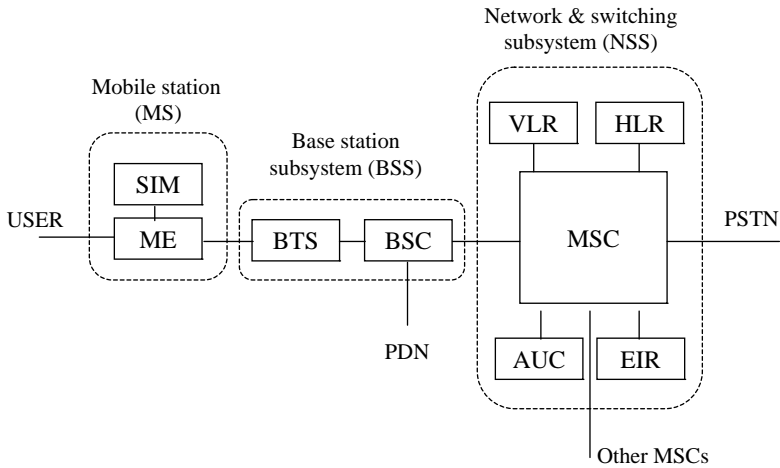 Network & switching
subsystem (NSS)
Mobile station
(MS)
Base station
subsystem (BSS)
VLR
HLR
SIM
USER
ME
BTS
BSC
MSC
PSTN
PDN
AUC
EIR
Other MSCs